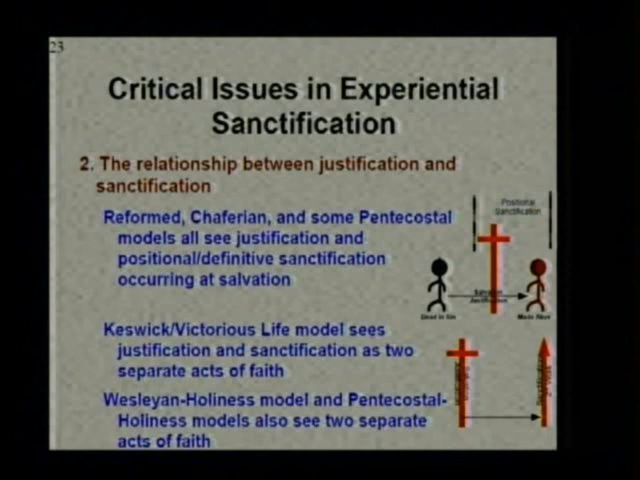 23
Critical Issues in Experiential
Sanctification
2. The relationship between justification and
sanctification
Reformed, Chaferian, and some Pentecostal
models all see justification and
positional/definitive sanctification
occurring at salvation
Positional
Sanctification
Salvation
Justification
Dead in Sin
Made Alive
Keswick/Victorious Life model sees
justification and sanctification as two
separate acts of faith
Wesleyan-Holiness model and Pentecostal-
Holiness models also see two separate
acts of faith